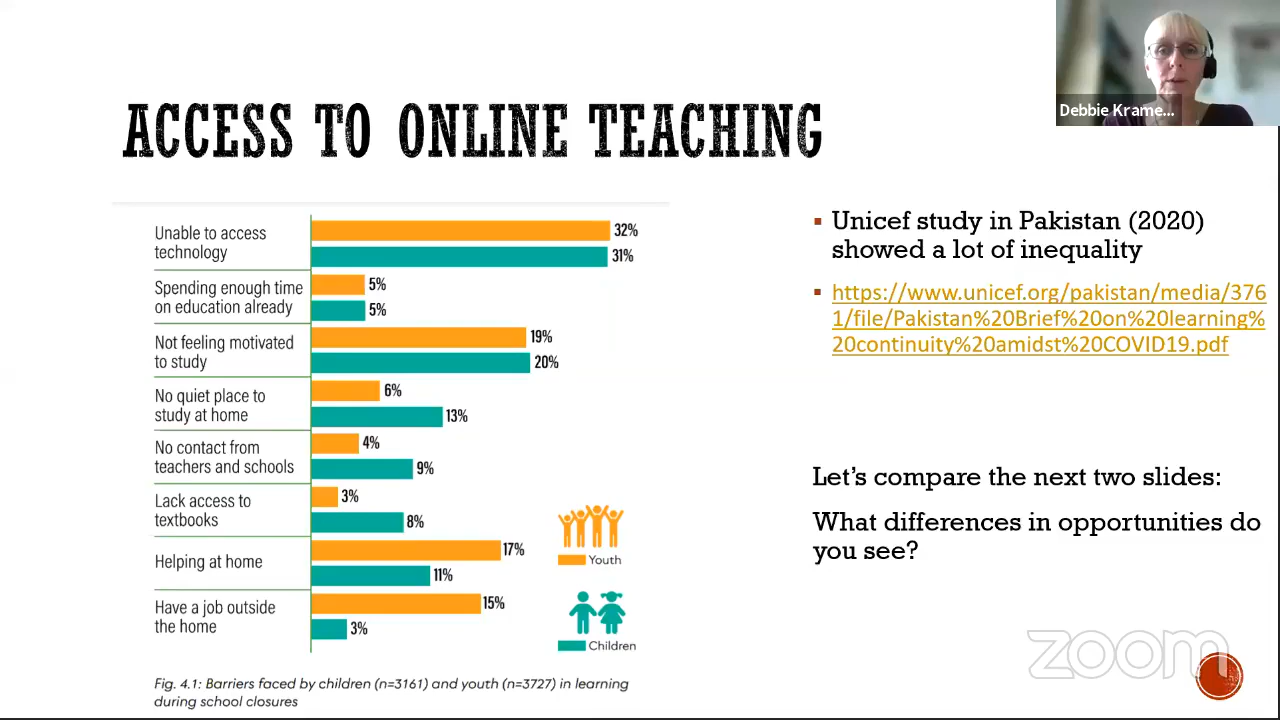 Debbie Krame...
ACCESS TO ONLINE TEACHING
Unable to access
technology
32%
31%
Spending enough time
on education already
5%
5%
Not feeling motivated
to study
19%
20%
No quiet place to
study at home
6%
13%
No contact from
teachers and schools
4%
9%
Lack access to
textbooks
3%
8%
Helping at home
17%
11%
Have a job outside
the home
15%
3%
Youth
Children
Fig. 4.1: Barriers faced by children (n=3161) and youth (n=3727) in learning
during school closures
Unicef study in Pakistan (2020)
showed a lot of inequality
https://www.unicef.org/pakistan/media/376
1/file/Pakistan%20Brief%20on%20learning%
20continuity%20amidst%20COVID19.pdf
Let's compare the next two slides:
What differences in opportunities do
you see?
zoom